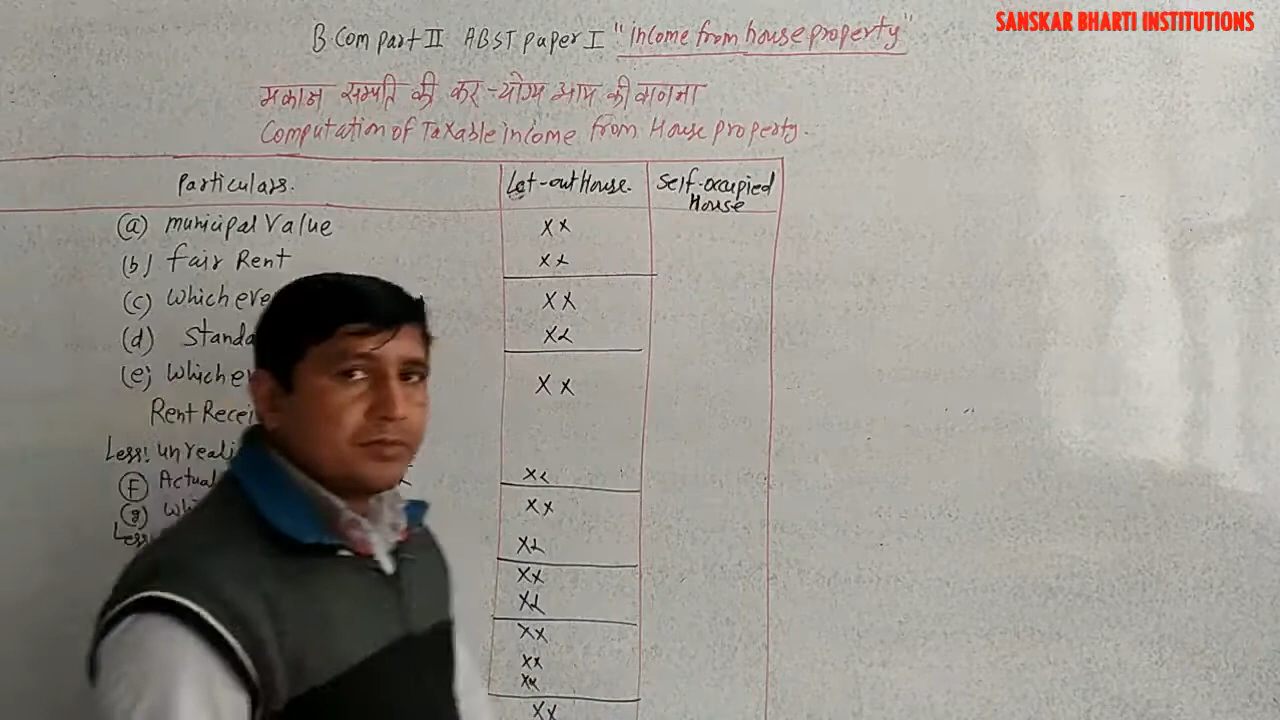 SANSKAR BHARTI INSTITUTIONS
B Com part II ABST paper I "income from house property"
मकान सम्पति की कर-योग्य आय की गणना
Computation of Taxable income from House property.
Particulars. Let-out House. Self-occupied House
(a) municipal Value XX
(b) fair Rent XX
(c) Whicheve XX
(d) Standa XX
(e) Whiche XX
Rent Recei
Less: unreali
(F) Actual XX
(g) Whi XX
Less: XX
XX
XX
XX
XX
XX
XX